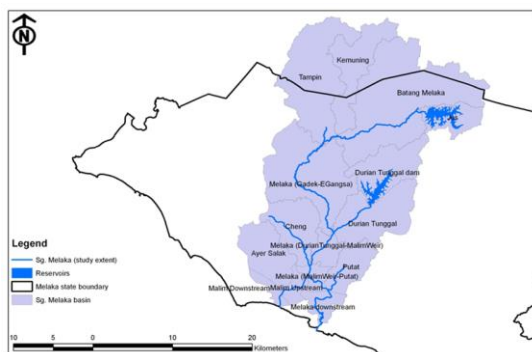 N
Kemuning
Tampin
Batang Melaka
Durian Tunggal dam
Melaka (Gadek-EGangsa)
Durian Tunggal
Cheng
Melaka (DurianTunggal-MalimWeir)
Ayer Salak
Putat
Melaka (MalimWeir-Putat)
Malim Downstream
Malim Upstream
Melaka downstream
Legend
Sg. Melaka (study extent)
Reservoirs
Melaka state boundary
Sg. Melaka basin
10 5 0 10 20
Kilometers